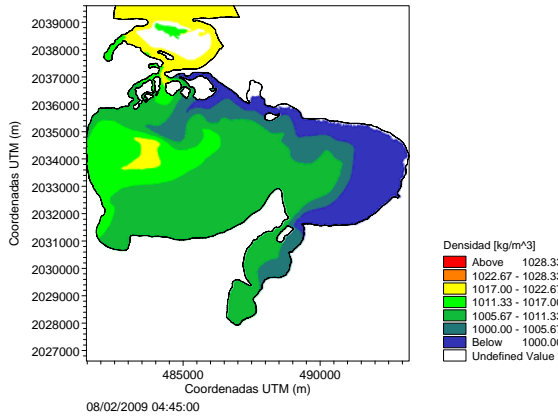 2039000
2038000
2037000
2036000
2035000
2034000
2033000
2032000
2031000
2030000
2029000
2028000
2027000
Coordenadas UTM (m)
485000
490000
Coordenadas UTM (m)
08/02/2009 04:45:00
Densidad [kg/m^3]
Above 1028.33
1022.67 - 1028.33
1017.00 - 1022.67
1011.33 - 1017.00
1005.67 - 1011.33
1000.00 - 1005.67
Below 1000.00
Undefined Value